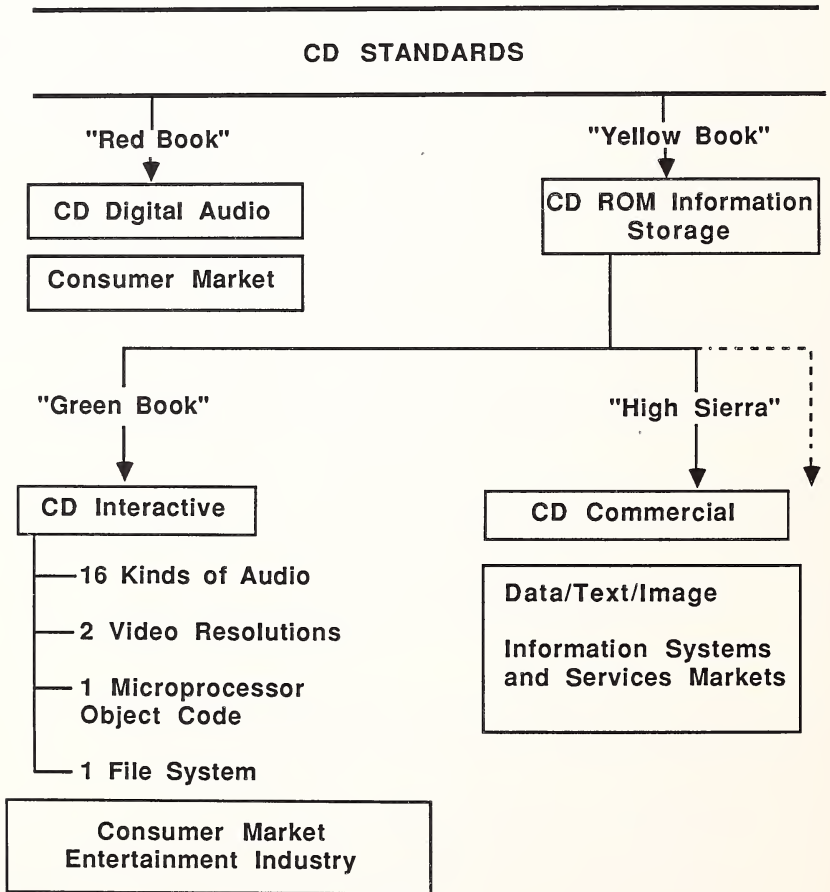 CD STANDARDS
"Red Book"
"Yellow Book"
CD Digital Audio
CD ROM Information
Storage
Consumer Market
"Green Book"
"High Sierra"
CD Interactive
CD Commercial
16 Kinds of Audio
2 Video Resolutions
1 Microprocessor
Object Code
1 File System
Data/Text/Image
Information Systems
and Services Markets
Consumer Market
Entertainment Industry